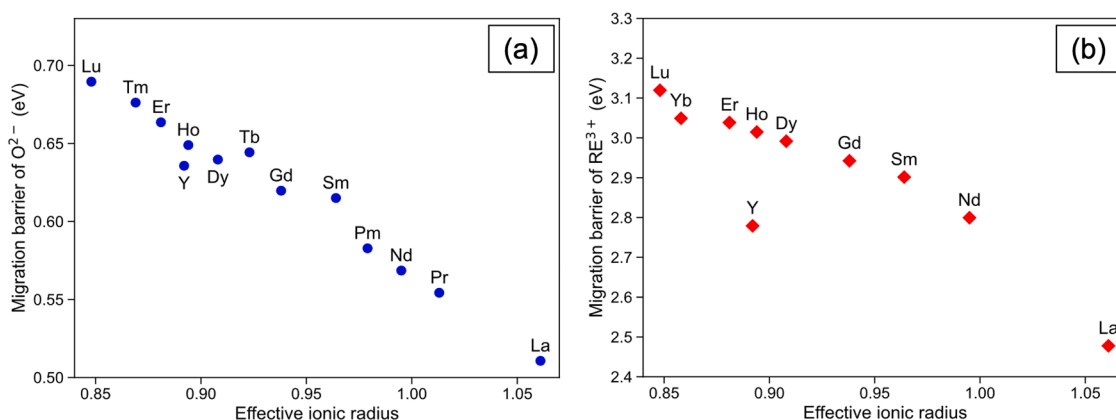 (a)
Migration barrier of O²⁻ (eV)
0.70
0.65
0.60
0.55
0.50
Lu
Tm
Er
Ho
Y
Dy
Tb
Gd
Sm
Pm
Nd
Pr
La
0.85
0.90
0.95
1.00
1.05
Effective ionic radius
(b)
Migration barrier of RE³⁺ (eV)
3.3
3.2
3.1
3.0
2.9
2.8
2.7
2.6
2.5
2.4
Lu
Yb
Er
Ho
Dy
Y
Gd
Sm
Nd
La
0.85
0.90
0.95
1.00
1.05
Effective ionic radius